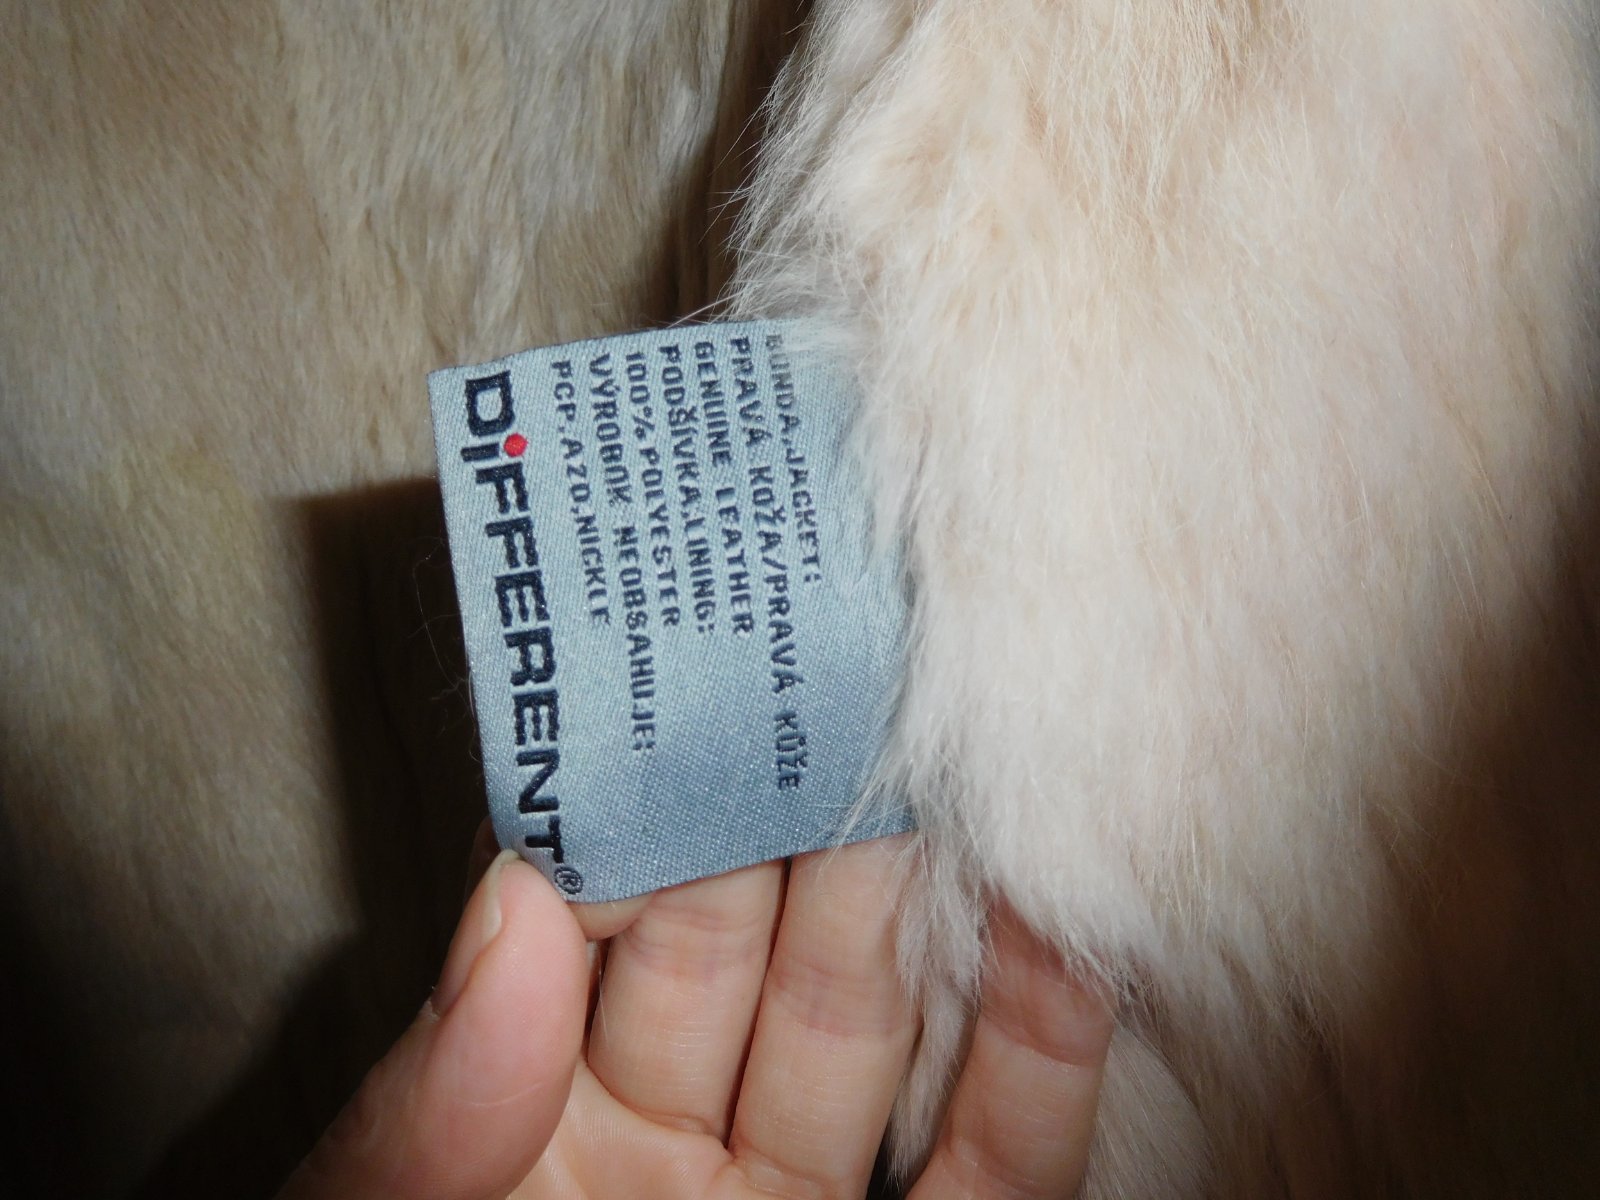 BUNDA,JACKET:
PRAVÁ KOŽA/PRAVÁ KŮŽE
GENUINE LEATHER
PODŠÍVKA:LINING:
100% POLYESTER
VÝROBOK NEOBSAHUJE:
PCP,AZO,NICKLE
DiFFERENT®